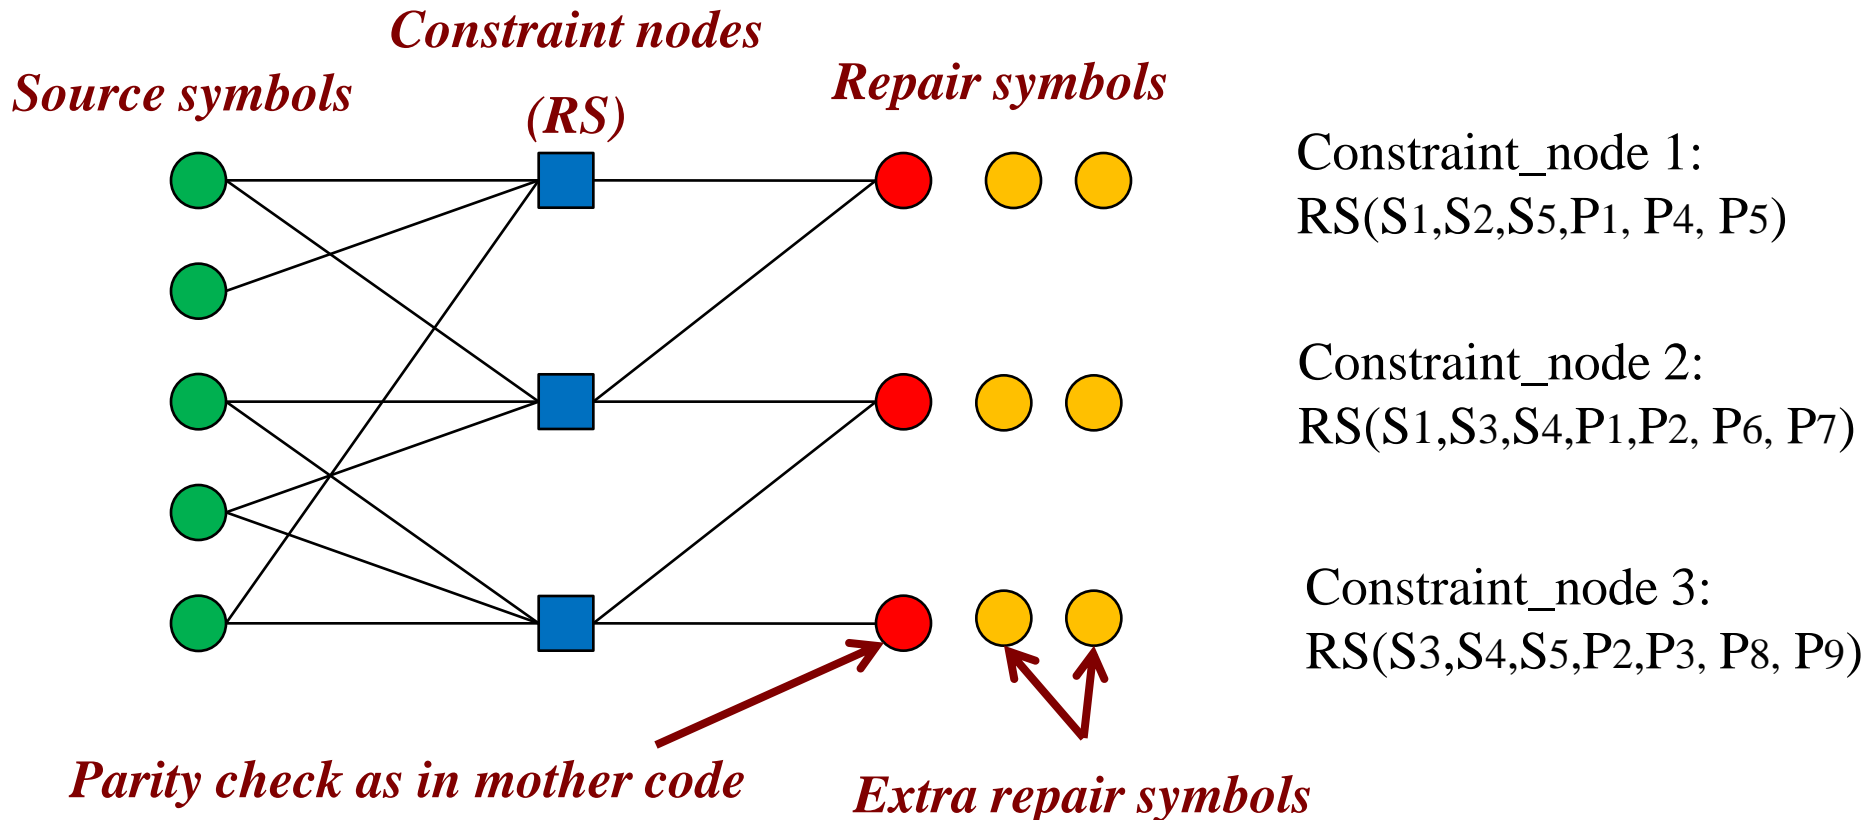 Constraint nodes
(RS)
Source symbols
Repair symbols
Constraint_node 1:
RS(S1,S2,S5,P1, P4, P5)
Constraint_node 2:
RS(S1,S3,S4,P1,P2, P6, P7)
Constraint_node 3:
RS(S3,S4,S5,P2,P3, P8, P9)
Parity check as in mother code
Extra repair symbols